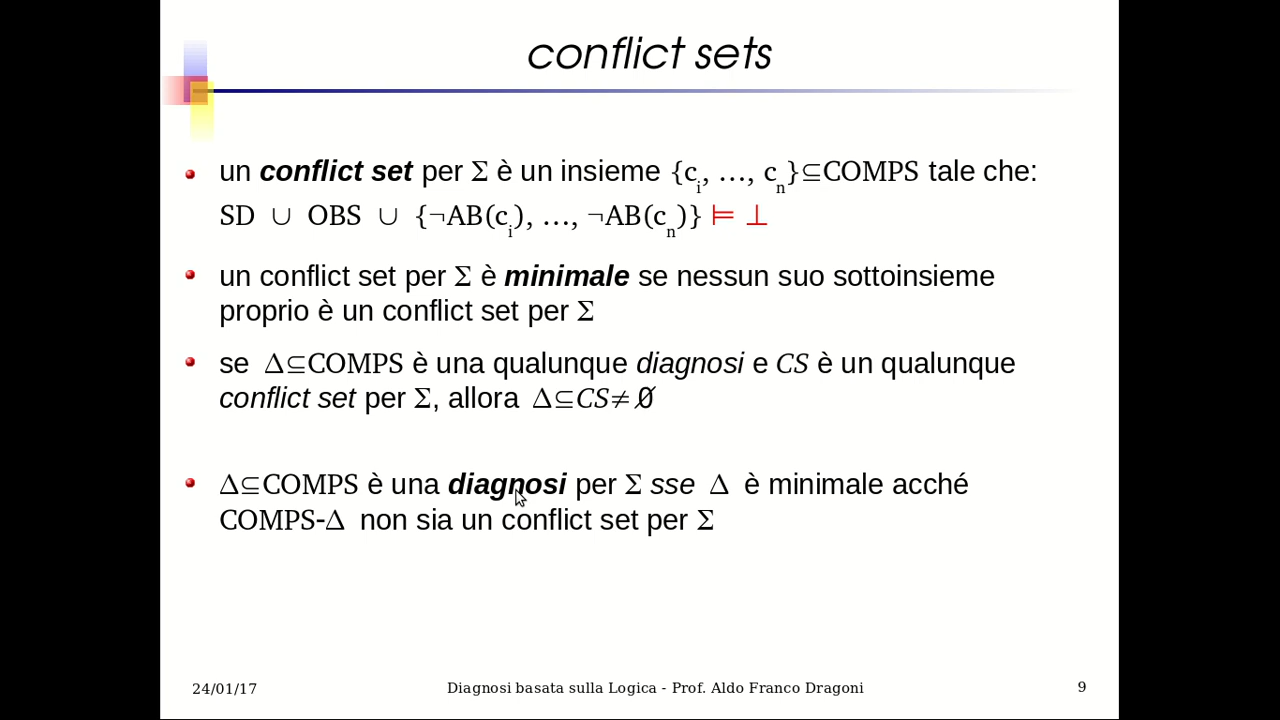 conflict sets
un conflict set per Σ è un insieme {ci, …, cn}⊆COMPS tale che:
SD ∪ OBS ∪ {¬AB(ci), …, ¬AB(cn)} ⊨ ⊥
un conflict set per Σ è minimale se nessun suo sottoinsieme
proprio è un conflict set per Σ
se Δ⊆COMPS è una qualunque diagnosi e CS è un qualunque
conflict set per Σ, allora Δ⊆CS≠0̸
Δ⊆COMPS è una diagnosi per Σ sse Δ è minimale acché
COMPS-Δ non sia un conflict set per Σ
24/01/17
Diagnosi basata sulla Logica - Prof. Aldo Franco Dragoni
9